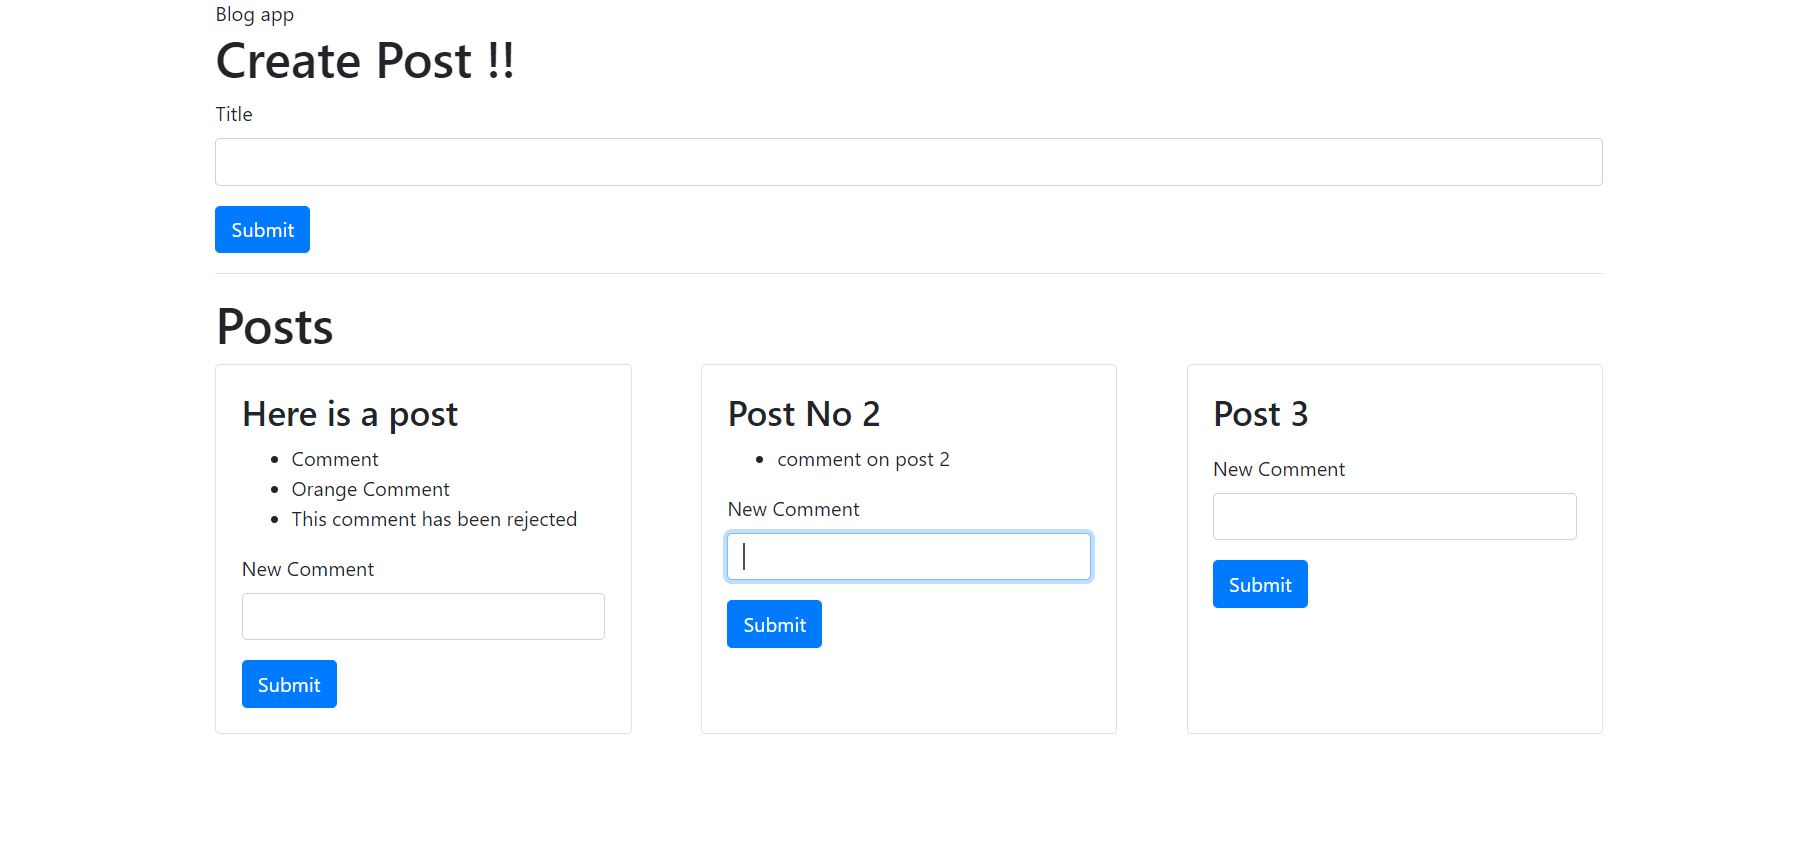 Blog app
Create Post !!
Title
Submit
Posts
Here is a post
Comment
Orange Comment
This comment has been rejected
New Comment
Submit
Post No 2
comment on post 2
New Comment
Submit
Post 3
New Comment
Submit